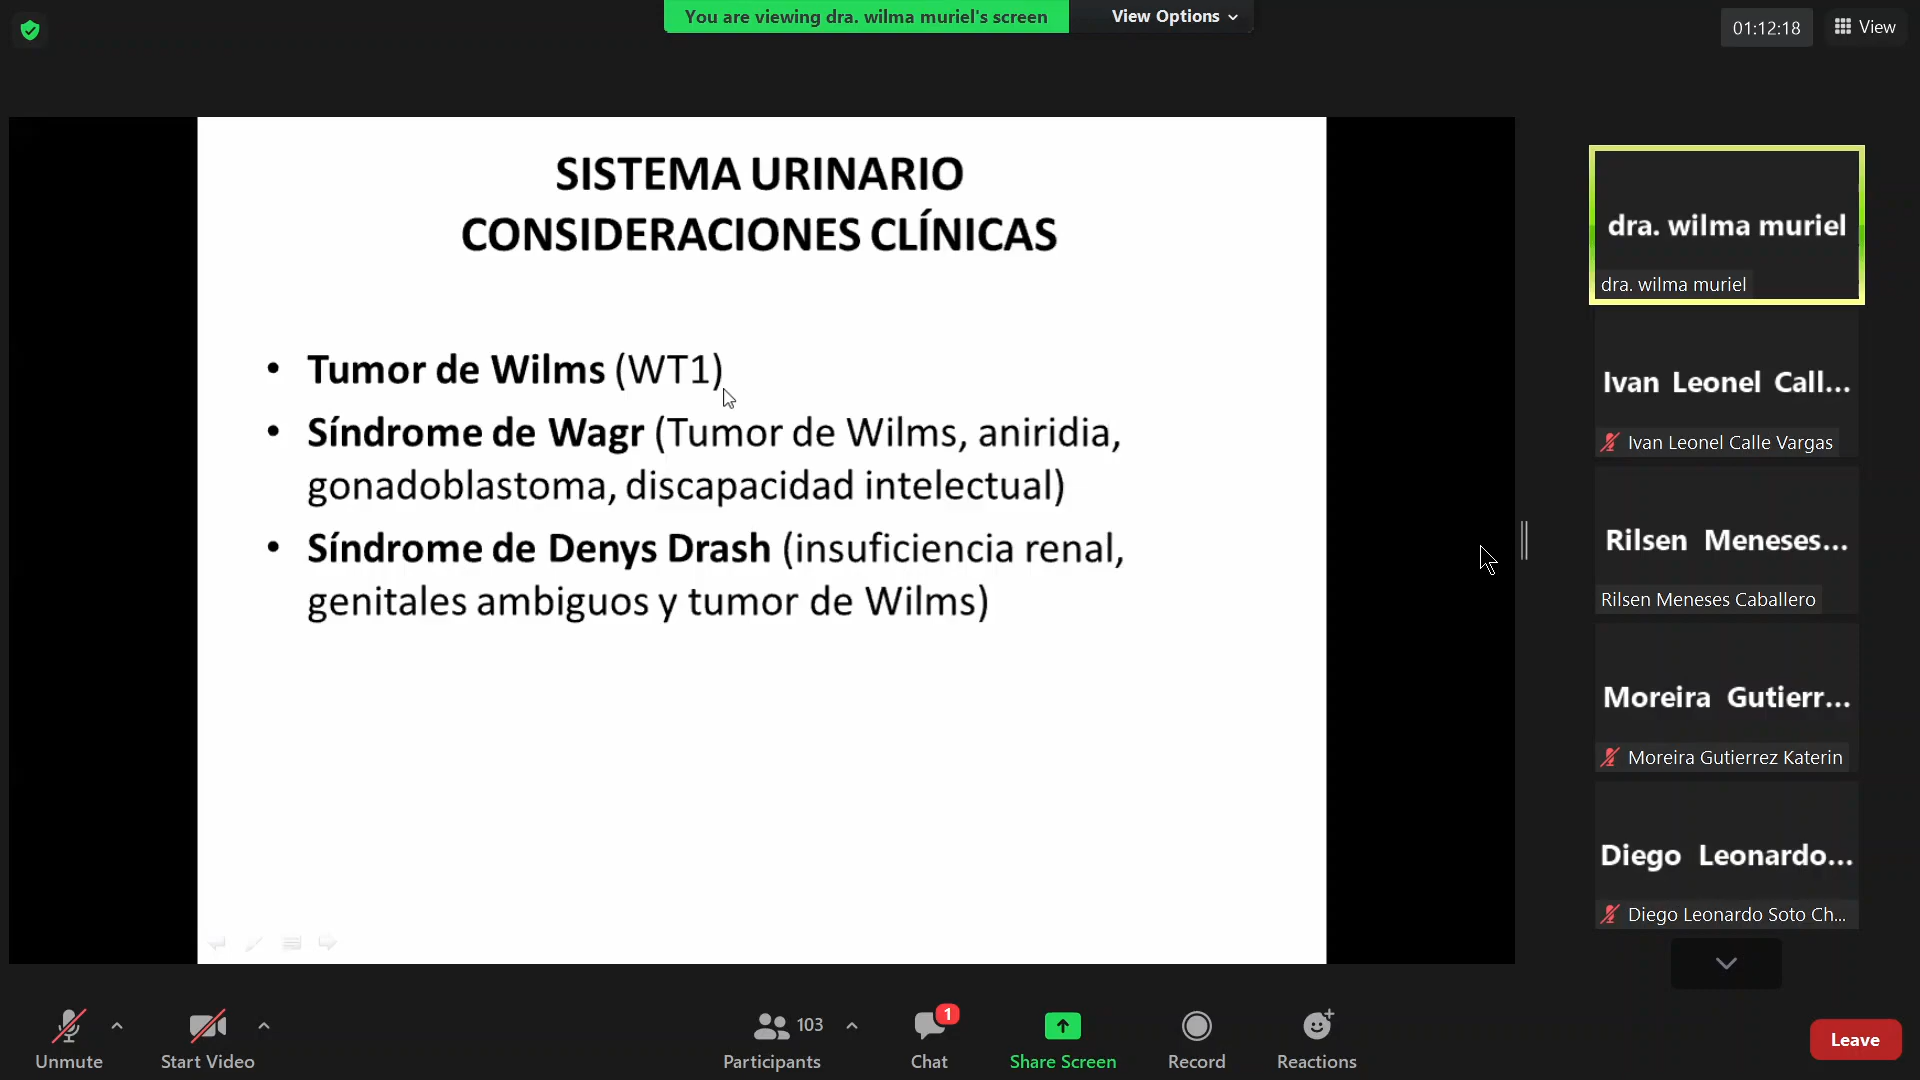 You are viewing dra. wilma muriel's screen
View Options
01:12:18
View
SISTEMA URINARIO
CONSIDERACIONES CLÍNICAS
• Tumor de Wilms (WT1)
• Síndrome de Wagr (Tumor de Wilms, aniridia,
gonadoblastoma, discapacidad intelectual)
• Síndrome de Denys Drash (insuficiencia renal,
genitales ambiguos y tumor de Wilms)
dra. wilma muriel
dra. wilma muriel
Ivan Leonel Call...
Ivan Leonel Calle Vargas
Rilsen Meneses...
Rilsen Meneses Caballero
Moreira Gutierr...
Moreira Gutierrez Katerin
Diego Leonardo...
Diego Leonardo Soto Ch...
Unmute
Start Video
103
Participants
1
Chat
Share Screen
Record
Reactions
Leave